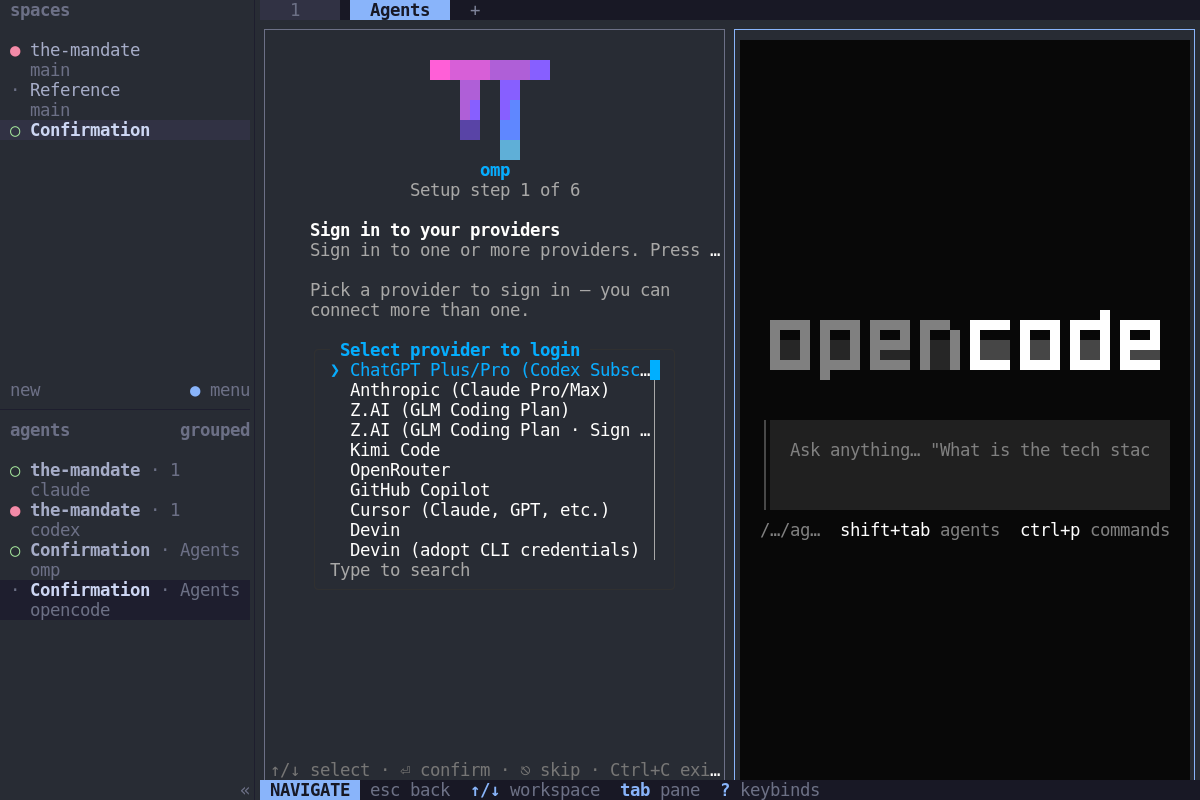 spaces
● the-mandate
main
· Reference
main
○ Confirmation
new ● menu
agents grouped
○ the-mandate · 1
claude
● the-mandate · 1
codex
○ Confirmation · Agents
omp
· Confirmation · Agents
opencode
«
1 Agents +
omp
Setup step 1 of 6
Sign in to your providers
Sign in to one or more providers. Press …
Pick a provider to sign in — you can
connect more than one.
Select provider to login
❯ ChatGPT Plus/Pro (Codex Subsc…
Anthropic (Claude Pro/Max)
Z.AI (GLM Coding Plan)
Z.AI (GLM Coding Plan · Sign …
Kimi Code
OpenRouter
GitHub Copilot
Cursor (Claude, GPT, etc.)
Devin
Devin (adopt CLI credentials)
Type to search
↑/↓ select · ⏎ confirm · ⎋ skip · Ctrl+C exi…
opencode
Ask anything… "What is the tech stac
/…/ag… shift+tab agents ctrl+p commands
NAVIGATE esc back ↑/↓ workspace tab pane ? keybinds